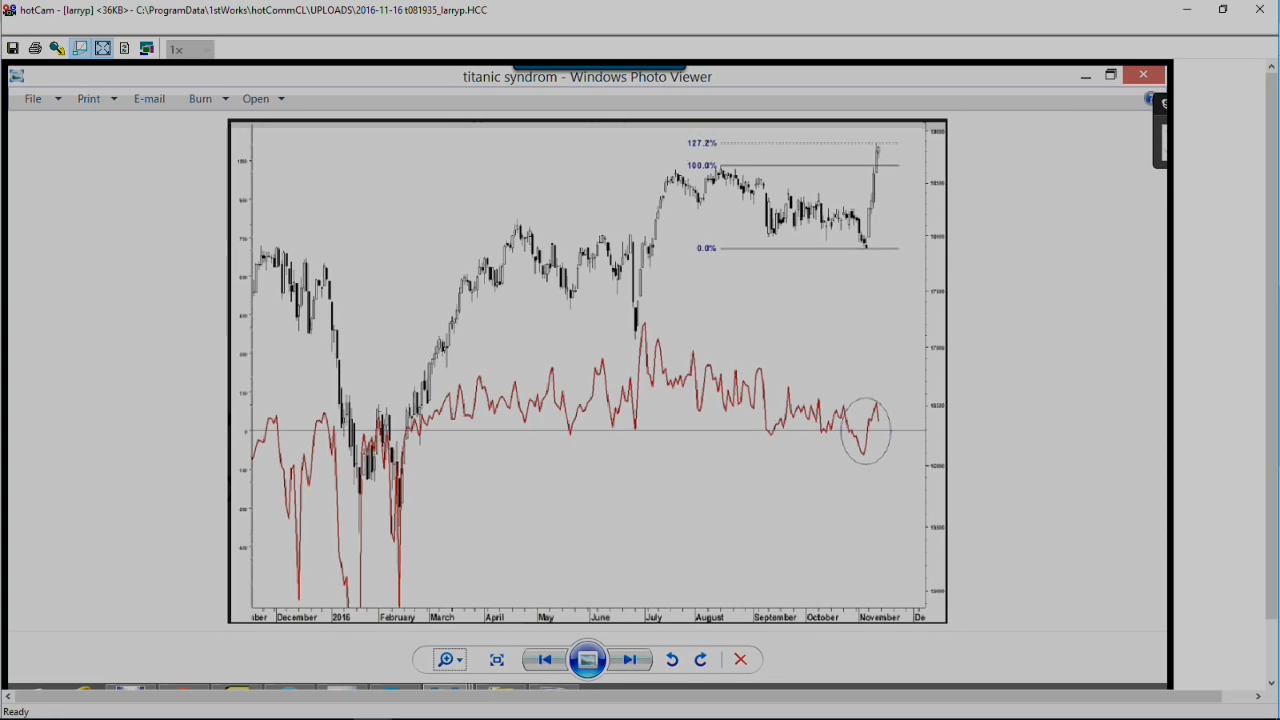 hotCam - [larryp] <36KB> - C:\ProgramData\1stWorks\hotCommCL\UPLOADS\2016-11-16 t081935_larryp.HCC
1x
titanic syndrom - Windows Photo Viewer
File Print E-mail Burn Open
127.2%
100.0%
0.0%
December 2016 February March April May June July August September October November De
Ready